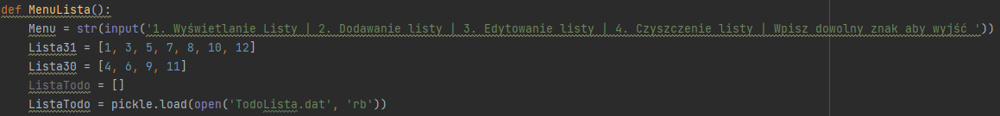 def MenuLista():
    Menu = str(input('1. Wyświetlanie Listy | 2. Dodawanie listy | 3. Edytowanie listy | 4. Czyszczenie listy | Wpisz dowolny znak aby wyjść '))
    Lista31 = [1, 3, 5, 7, 8, 10, 12]
    Lista30 = [4, 6, 9, 11]
    ListaTodo = []
    ListaTodo = pickle.load(open('TodoLista.dat', 'rb'))